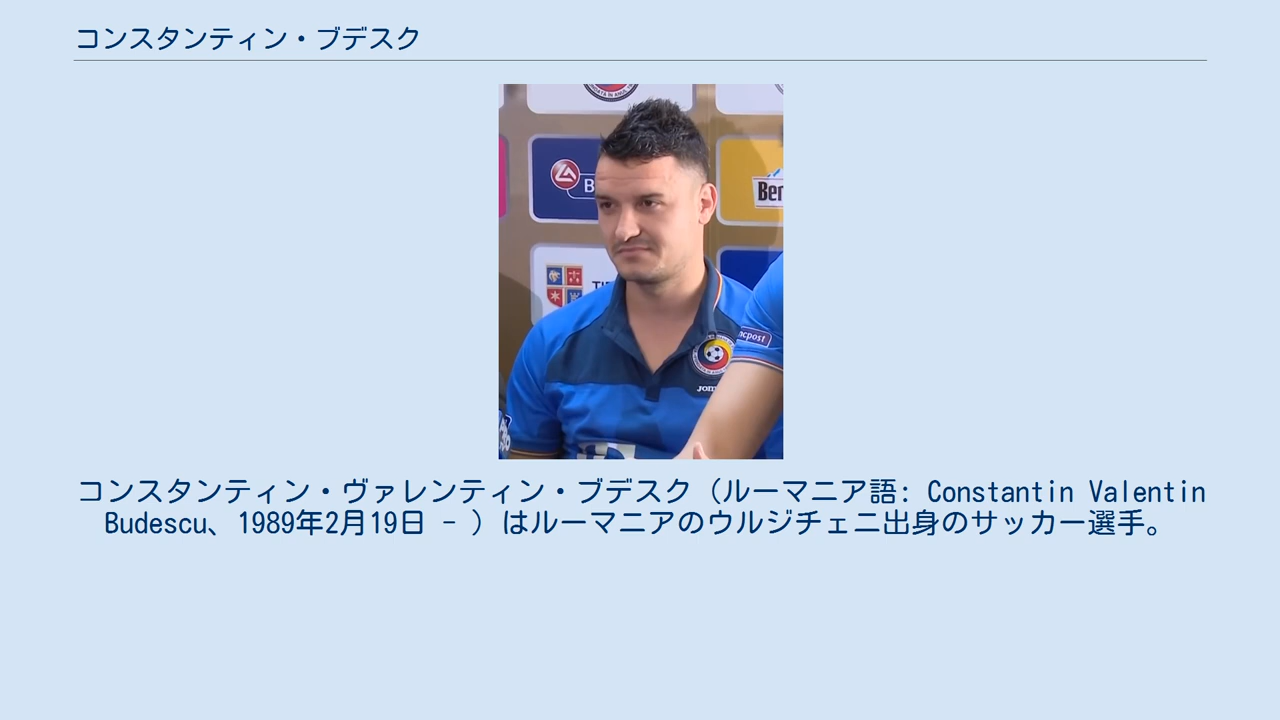 コンスタンティン・ブデスク
B
Ber
TIR
ncpost
コンスタンティン・ヴァレンティン・ブデスク（ルーマニア語: Constantin Valentin
Budescu、1989年2月19日 - ）はルーマニアのウルジチェニ出身のサッカー選手。